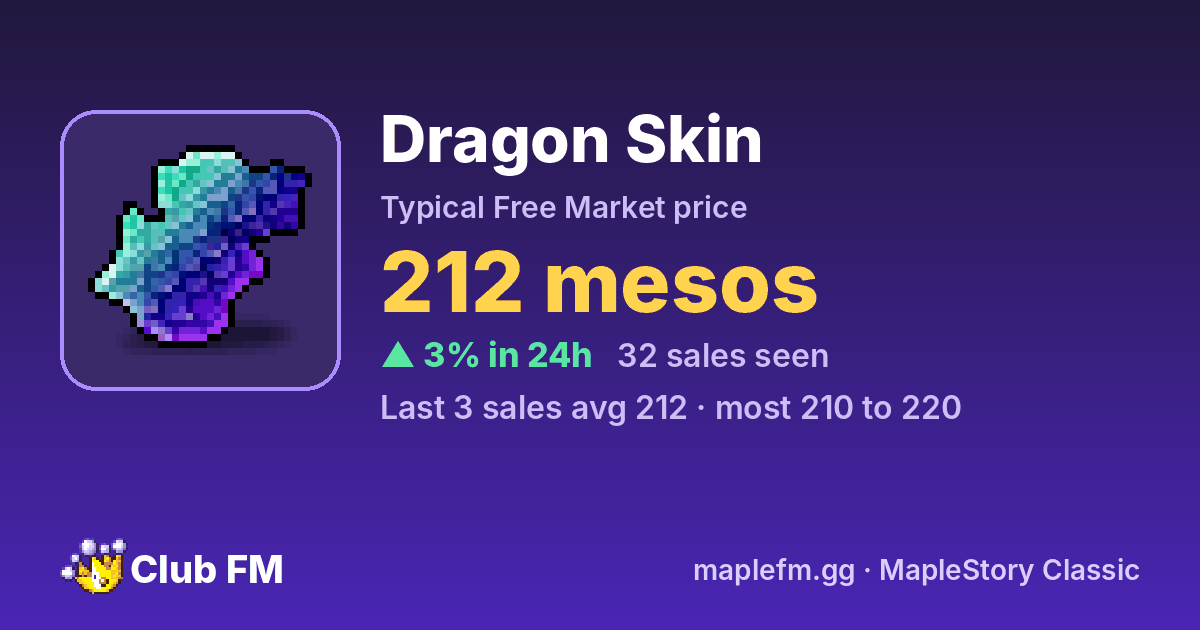 Dragon Skin
Typical Free Market price
212 mesos
▲ 3% in 24h 32 sales seen
Last 3 sales avg 212 · most 210 to 220
Club FM
maplefm.gg · MapleStory Classic